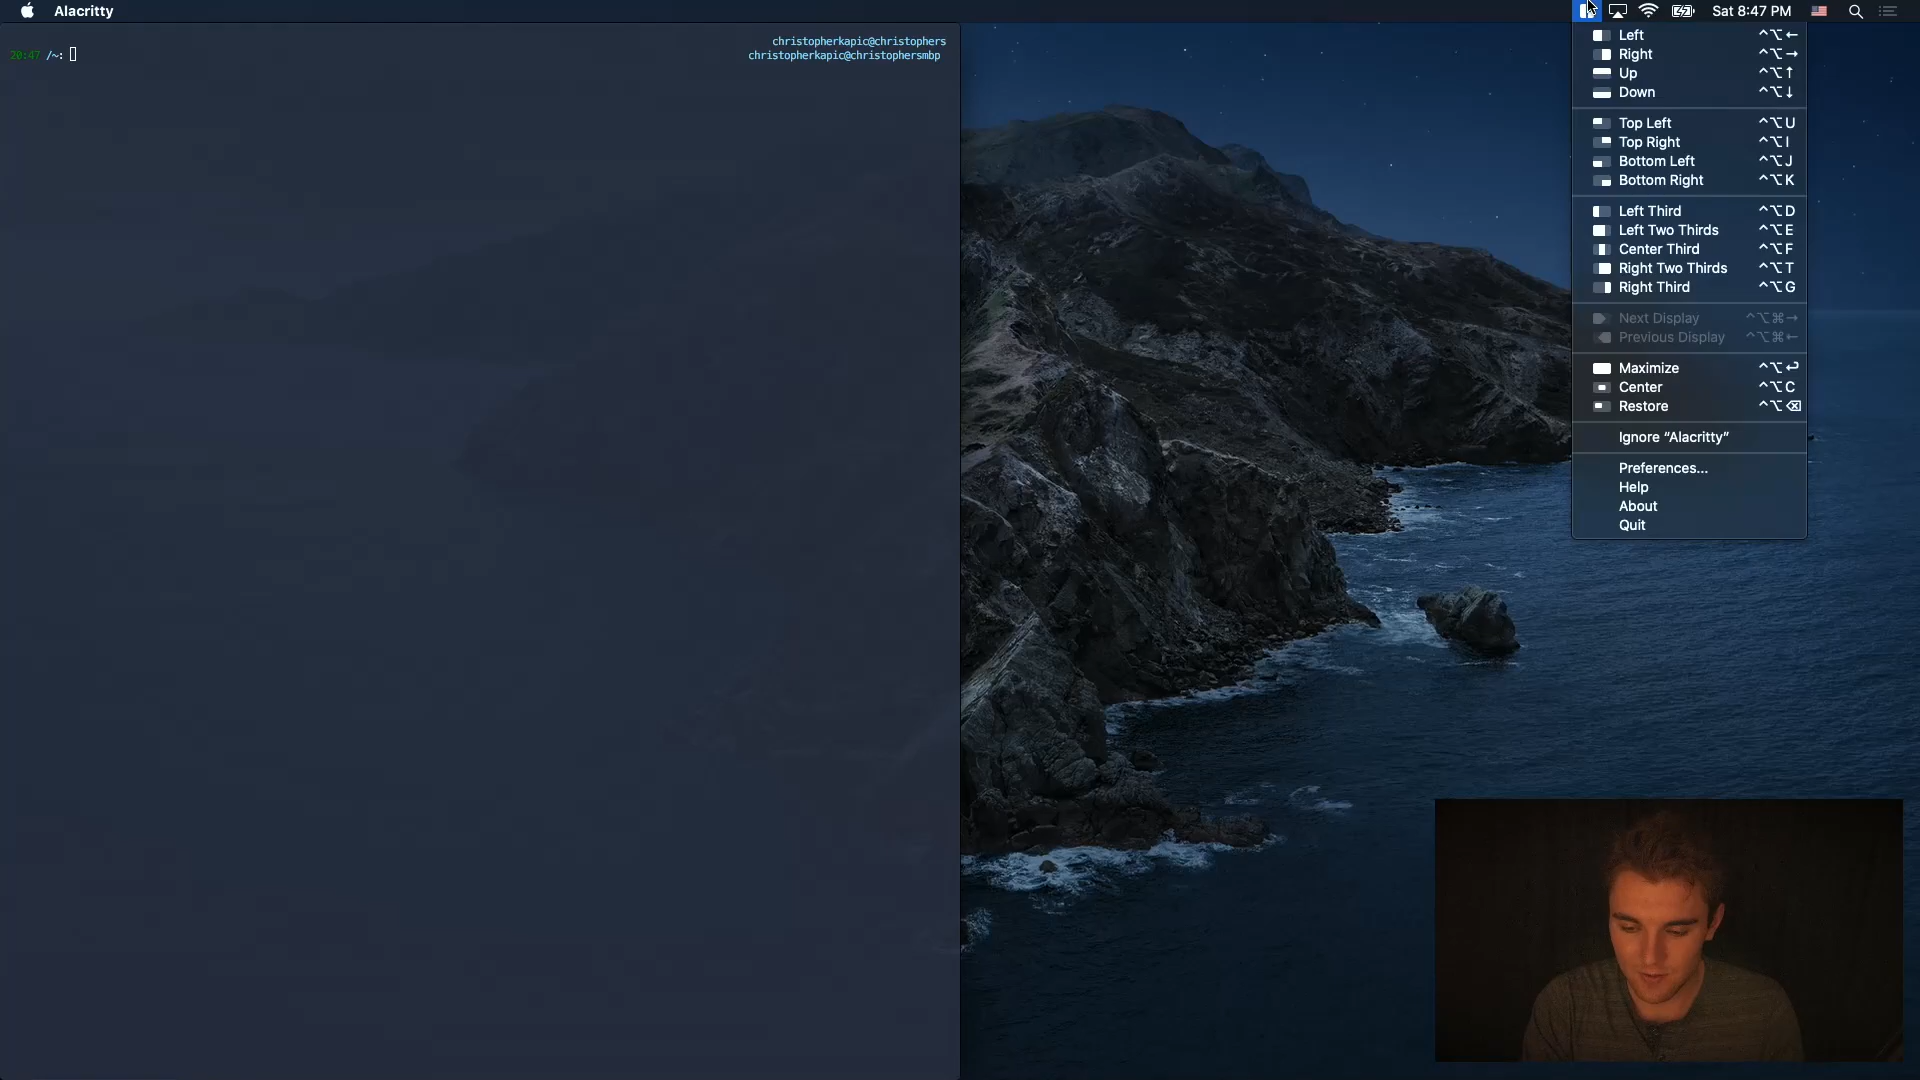 Alacritty
Sat 8:47 PM
christopherkapic@christophers
20:47 /~:
christopherkapic@christophersmbp
Left ^⌥←
Right ^⌥→
Up ^⌥↑
Down ^⌥↓
Top Left ^⌥U
Top Right ^⌥I
Bottom Left ^⌥J
Bottom Right ^⌥K
Left Third ^⌥D
Left Two Thirds ^⌥E
Center Third ^⌥F
Right Two Thirds ^⌥T
Right Third ^⌥G
Next Display ^⌥⌘→
Previous Display ^⌥⌘←
Maximize ^⌥↩
Center ^⌥C
Restore ^⌥⌫
Ignore “Alacritty”
Preferences...
Help
About
Quit